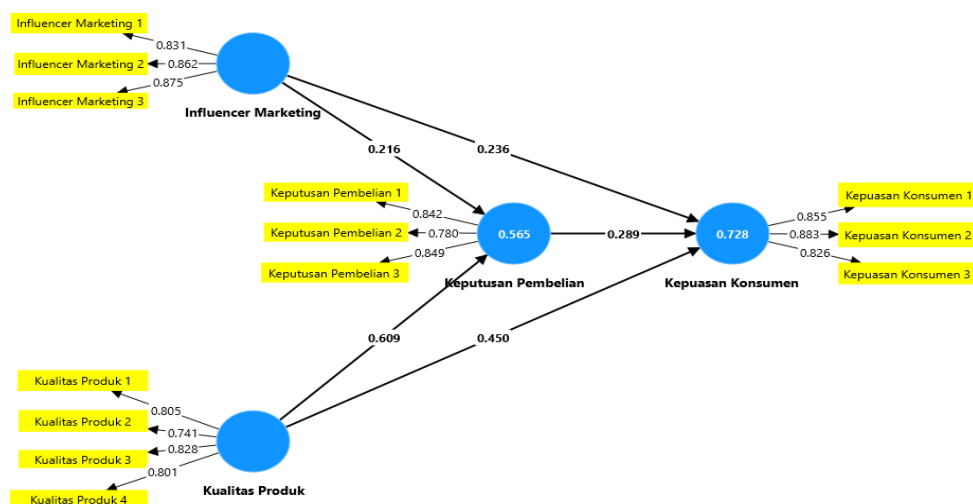 Influencer Marketing 1
0.831
Influencer Marketing 2
0.862
0.875
Influencer Marketing 3
Influencer Marketing
0.216
0.236
Keputusan Pembelian 1
0.842
Keputusan Pembelian 2
0.780
0.849
Keputusan Pembelian 3
0.565
Keputusan Pembelian
0.289
0.728
Kepuasan Konsumen
Kepuasan Konsumen 1
0.855
0.883
Kepuasan Konsumen 2
0.826
Kepuasan Konsumen 3
0.609
0.450
Kualitas Produk 1
0.805
Kualitas Produk 2
0.741
0.828
Kualitas Produk 3
0.801
Kualitas Produk 4
Kualitas Produk